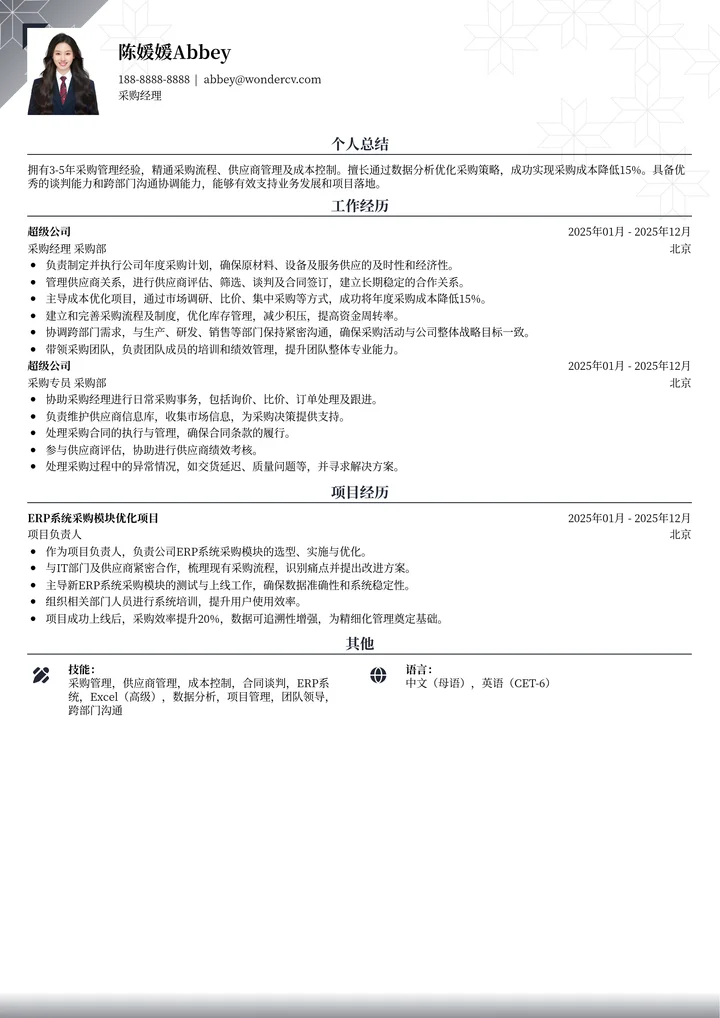 陈媛媛Abbey
188-8888-8888 | abbey@wondercv.com
采购经理
个人总结
拥有3-5年采购管理经验，精通采购流程、供应商管理及成本控制。擅长通过数据分析优化采购策略，成功实现采购成本降低15%。具备优
秀的谈判能力和跨部门沟通协调能力，能够有效支持业务发展和项目落地。
工作经历
超级公司 2025年01月 - 2025年12月
采购经理 采购部 北京
负责制定并执行公司年度采购计划，确保原材料、设备及服务供应的及时性和经济性。
管理供应商关系，进行供应商评估、筛选、谈判及合同签订，建立长期稳定的合作关系。
主导成本优化项目，通过市场调研、比价、集中采购等方式，成功将年度采购成本降低15%。
建立和完善采购流程及制度，优化库存管理，减少积压，提高资金周转率。
协调跨部门需求，与生产、研发、销售等部门保持紧密沟通，确保采购活动与公司整体战略目标一致。
带领采购团队，负责团队成员的培训和绩效管理，提升团队整体专业能力。
超级公司 2025年01月 - 2025年12月
采购专员 采购部 北京
协助采购经理进行日常采购事务，包括询价、比价、订单处理及跟进。
负责维护供应商信息库，收集市场信息，为采购决策提供支持。
处理采购合同的执行与管理，确保合同条款的履行。
参与供应商评估，协助进行供应商绩效考核。
处理采购过程中的异常情况，如交货延迟、质量问题等，并寻求解决方案。
项目经历
ERP系统采购模块优化项目 2025年01月 - 2025年12月
项目负责人 北京
作为项目负责人，负责公司ERP系统采购模块的选型、实施与优化。
与IT部门及供应商紧密合作，梳理现有采购流程，识别痛点并提出改进方案。
主导新ERP系统采购模块的测试与上线工作，确保数据准确性和系统稳定性。
组织相关部门人员进行系统培训，提升用户使用效率。
项目成功上线后，采购效率提升20%，数据可追溯性增强，为精细化管理奠定基础。
其他
技能：
采购管理，供应商管理，成本控制，合同谈判，ERP系
统，Excel（高级），数据分析，项目管理，团队领导，
跨部门沟通
语言：
中文（母语），英语（CET-6）